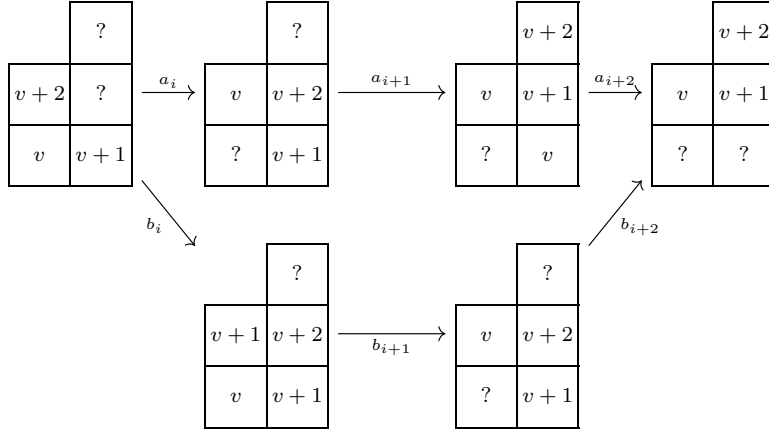 ? ? v + 2 v + 2
v + 2 ? a_i v v + 2 a_{i+1} v v + 1 a_{i+2} v v + 1
v v + 1 ? v + 1 ? v ? ?
b_i b_{i+2}
? ?
v + 1 v + 2 b_{i+1} v v + 2
v v + 1 ? v + 1